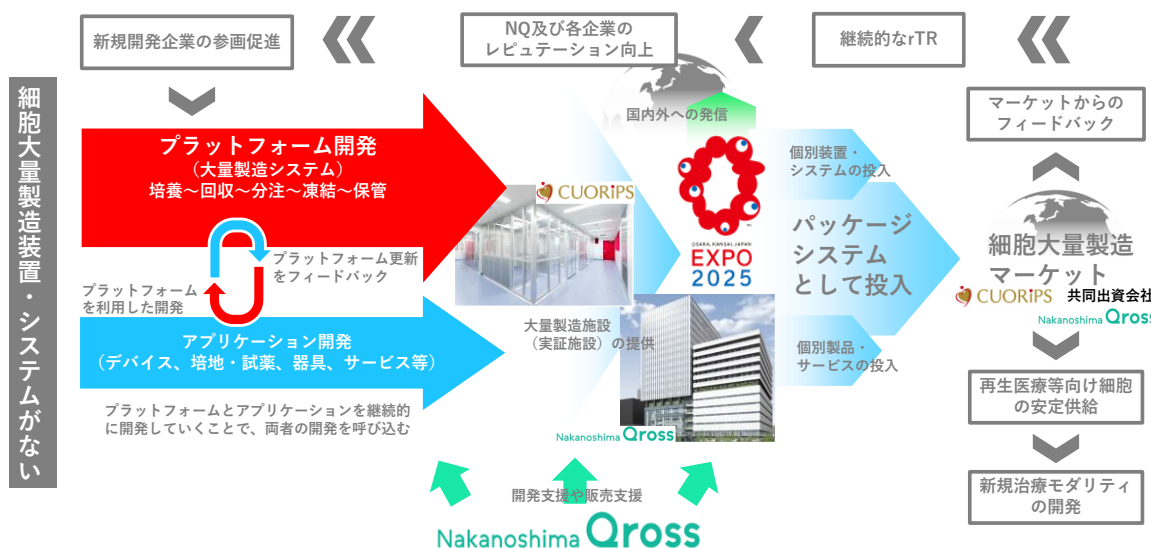 新規開発企業の参画促進
NQ及び各企業の
レピュテーション向上
継続的なrTR
細胞大量製造装置・システムがない
プラットフォーム開発
（大量製造システム）
培養～回収～分注～凍結～保管
プラットフォーム更新
をフィードバック
プラットフォーム
を利用した開発
アプリケーション開発
（デバイス、培地・試薬、器具、サービス等）
プラットフォームとアプリケーションを継続的
に開発していくことで、両者の開発を呼び込む
国内外への発信
CUORiPS
OSAKA, KANSAI, JAPAN
EXPO
2025
大量製造施設
（実証施設）の提供
Nakanoshima Qross
個別装置・
システムの投入
パッケージ
システム
として投入
個別製品・
サービスの投入
マーケットからの
フィードバック
細胞大量製造
マーケット
CUORiPS 共同出資会社
Nakanoshima Qross
再生医療等向け細胞
の安定供給
新規治療モダリティ
の開発
開発支援や販売支援
Nakanoshima Qross